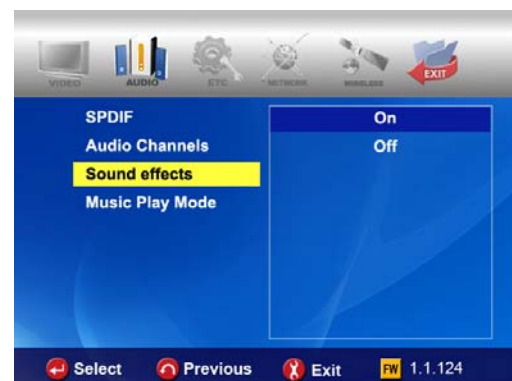 VIDEO AUDIO ETC NETWORK WIRELESS EXIT
SPDIF On
Audio Channels Off
Sound effects
Music Play Mode
Select Previous Exit FW 1.1.124